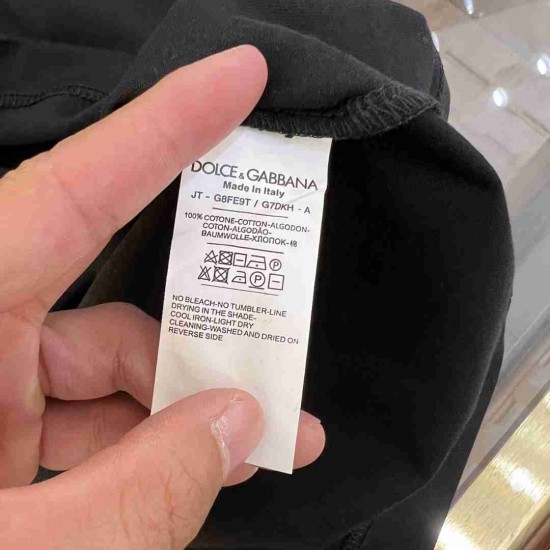 DOLCE & GABBANA
Made in Italy
JT - G8FE9T / G7DKH - A
100% COTONE-COTTON-ALGODON-
COTON-ALGODÃO-
BAUMWOLLE-ХЛОПОК-棉
P
P
NO BLEACH-NO TUMBLER-LINE
DRYING IN THE SHADE-
COOL IRON-LIGHT DRY
CLEANING-WASHED AND DRIED ON
REVERSE SIDE